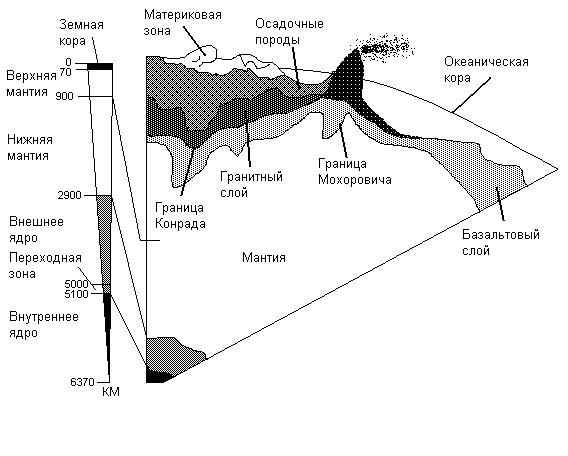 Земная
кора
Материковая
зона
Осадочные
породы
Океаническая
кора
0
70
Верхняя
мантия
900
Нижняя
мантия
2900
Внешнее
ядро
Переходная
зона
5000
5100
Внутреннее
ядро
6370
КМ
Граница
Конрада
Гранитный
слой
Граница
Мохоровича
Базальтовый
слой
Мантия